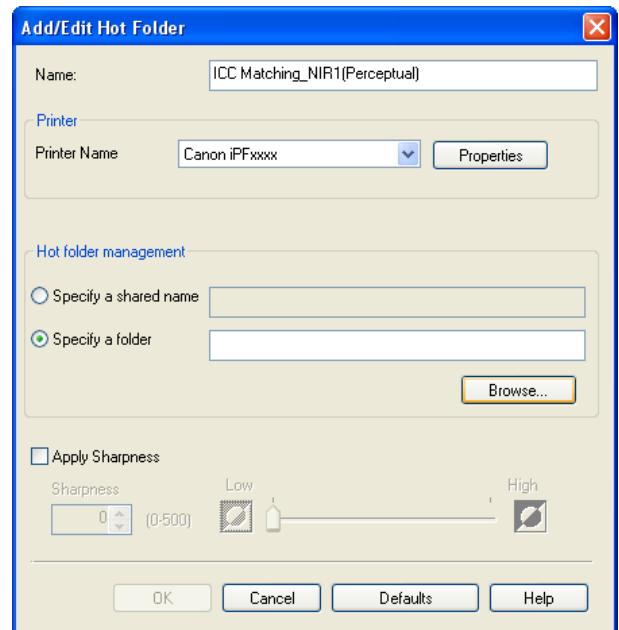 Add/Edit Hot Folder
Name: ICC Matching_NIR1(Perceptual)
Printer
Printer Name Canon iPFxxxx Properties
Hot folder management
Specify a shared name
Specify a folder
Browse...
Apply Sharpness
Sharpness Low High
0 (0-500)
OK Cancel Defaults Help